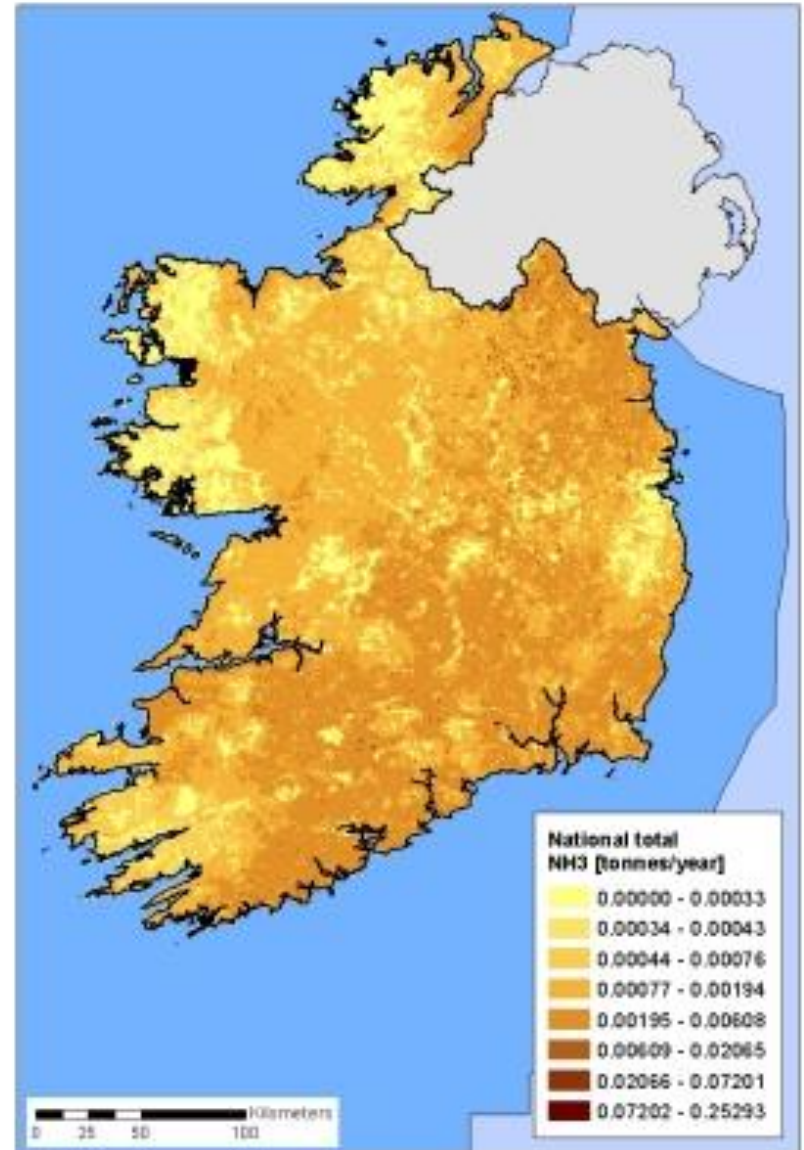 National total
NH3 [tonnes/year]
0.00000 - 0.00033
0.00034 - 0.00043
0.00044 - 0.00076
0.00077 - 0.00194
0.00195 - 0.00608
0.00609 - 0.02065
0.02066 - 0.07201
0.07202 - 0.25293
Kilometers
0 25 50 100